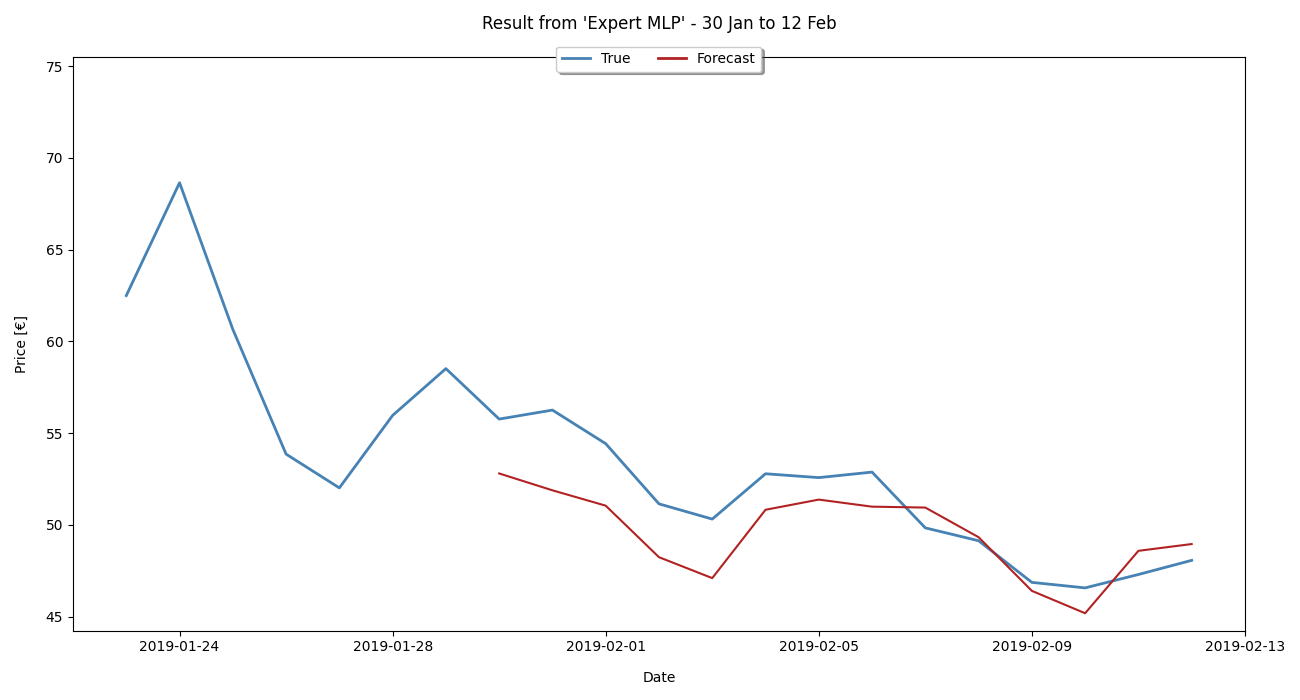 Result from 'Expert MLP' - 30 Jan to 12 Feb
True Forecast
75
70
65
60
55
50
45
Price [€]
2019-01-24 2019-01-28 2019-02-01 2019-02-05 2019-02-09 2019-02-13
Date